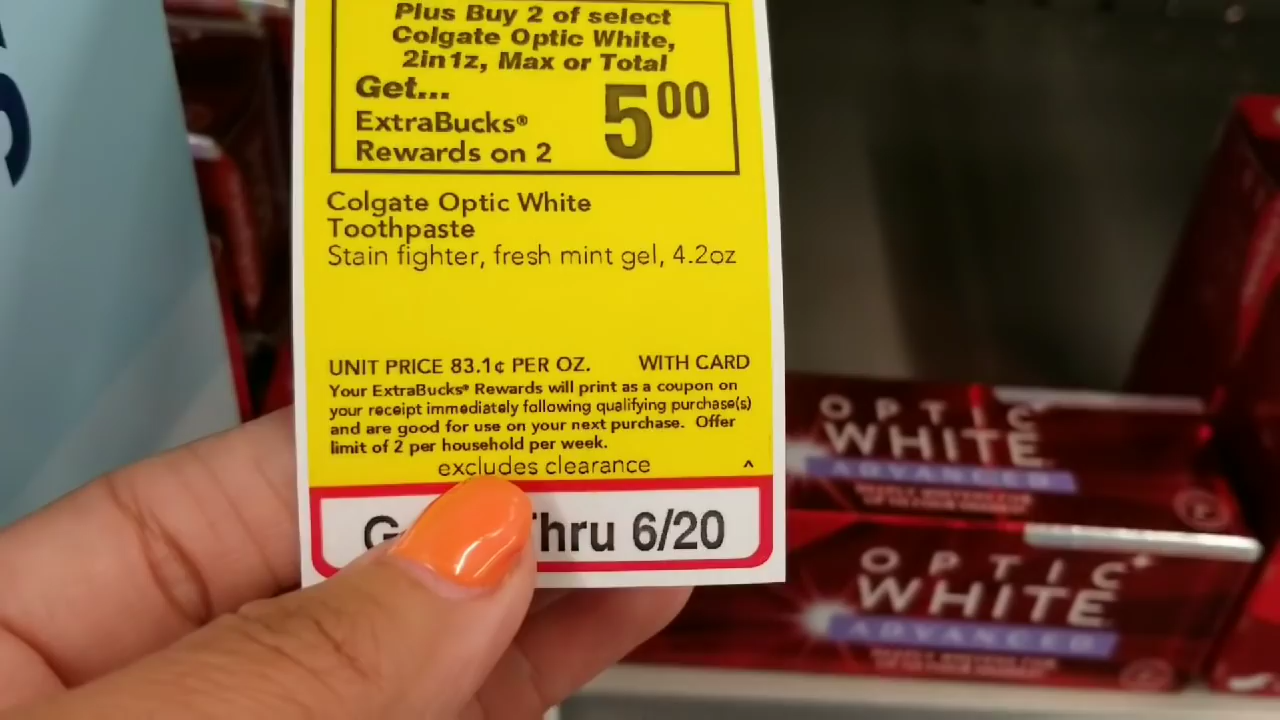 Plus Buy 2 of select
Colgate Optic White,
2in1z, Max or Total
Get...
ExtraBucks®
Rewards on 2
5 00
Colgate Optic White
Toothpaste
Stain fighter, fresh mint gel, 4.2oz
UNIT PRICE 83.1¢ PER OZ. WITH CARD
Your ExtraBucks® Rewards will print as a coupon on
your receipt immediately following qualifying purchase(s)
and are good for use on your next purchase. Offer
limit of 2 per household per week.
excludes clearance ^
Thru 6/20
OPTIC
WHITE
ADVANCED
OPTIC
WHITE
ADVANCED